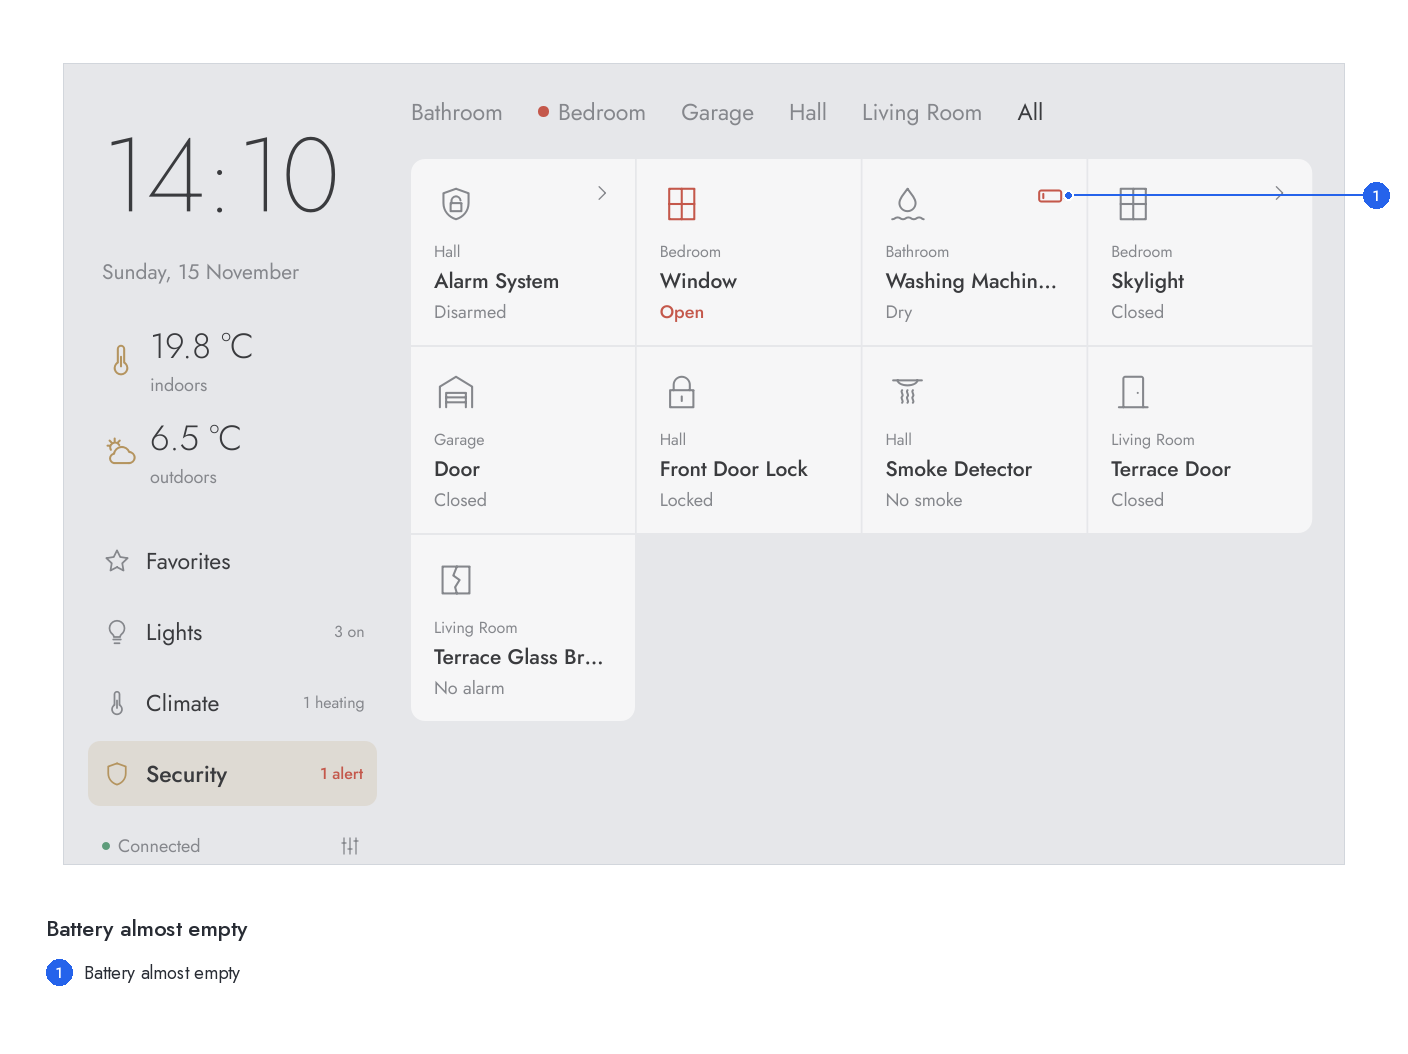 Bathroom Bedroom Garage Hall Living Room All
14:10
Sunday, 15 November
19.8 °C
indoors
6.5 °C
outdoors
Favorites
Lights 3 on
Climate 1 heating
Security 1 alert
Connected
Hall
Alarm System
Disarmed
Bedroom
Window
Open
Bathroom
Washing Machin...
Dry
Bedroom
Skylight
Closed
1
Garage
Door
Closed
Hall
Front Door Lock
Locked
Hall
Smoke Detector
No smoke
Living Room
Terrace Door
Closed
Living Room
Terrace Glass Br...
No alarm
Battery almost empty
1 Battery almost empty